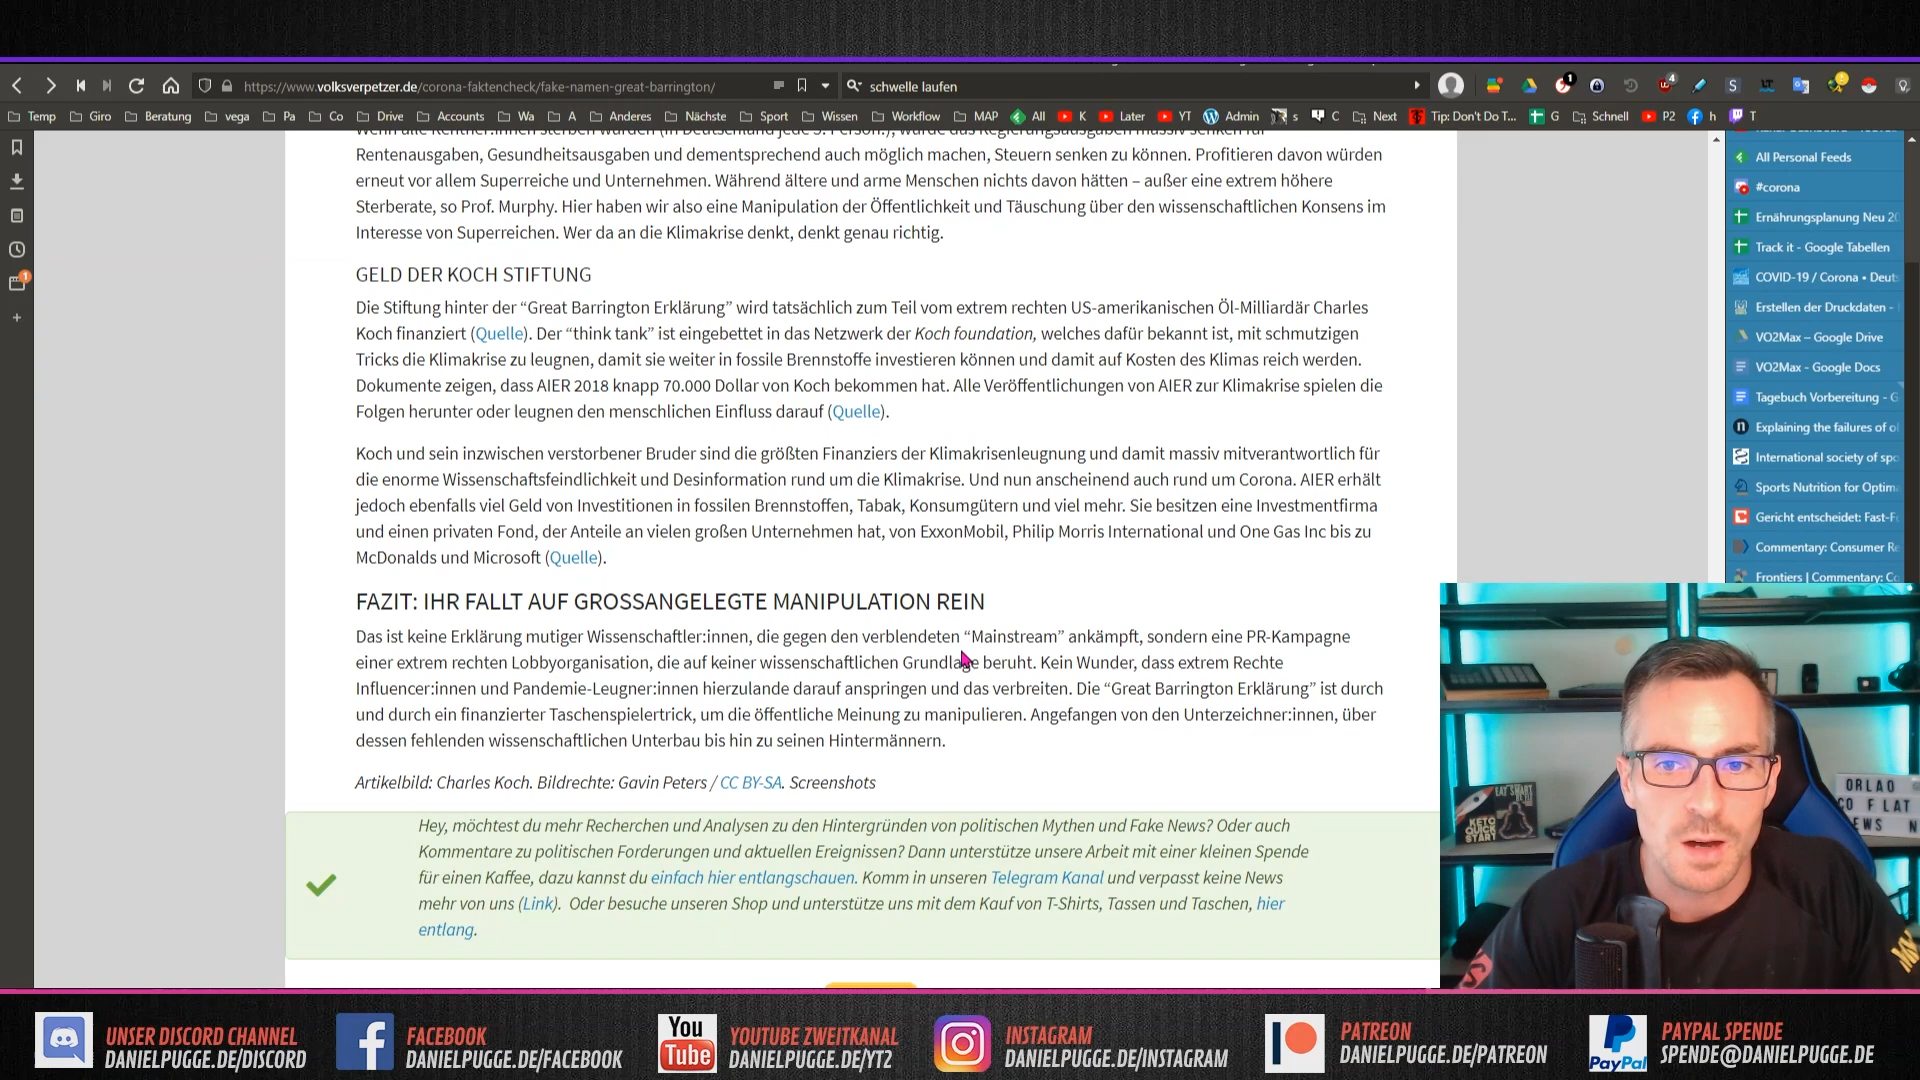 https://www.volksverpetzer.de/corona-faktencheck/fake-namen-great-barrington/
schwelle laufen
1
4
Temp Giro Beratung vega Pa Co Drive Accounts Wa A Anderes Nächste Sport Wissen Workflow MAP All K Later YT Admin s C Next Tip: Don't Do T... G Schnell P2 h T
1
Rentenausgaben, Gesundheitsausgaben und dementsprechend auch möglich machen, Steuern senken zu können. Profitieren davon würden
erneut vor allem Superreiche und Unternehmen. Während ältere und arme Menschen nichts davon hätten – außer eine extrem höhere
Sterberate, so Prof. Murphy. Hier haben wir also eine Manipulation der Öffentlichkeit und Täuschung über den wissenschaftlichen Konsens im
Interesse von Superreichen. Wer da an die Klimakrise denkt, denkt genau richtig.
GELD DER KOCH STIFTUNG
Die Stiftung hinter der “Great Barrington Erklärung” wird tatsächlich zum Teil vom extrem rechten US-amerikanischen Öl-Milliardär Charles
Koch finanziert (Quelle). Der “think tank” ist eingebettet in das Netzwerk der Koch foundation, welches dafür bekannt ist, mit schmutzigen
Tricks die Klimakrise zu leugnen, damit sie weiter in fossile Brennstoffe investieren können und damit auf Kosten des Klimas reich werden.
Dokumente zeigen, dass AIER 2018 knapp 70.000 Dollar von Koch bekommen hat. Alle Veröffentlichungen von AIER zur Klimakrise spielen die
Folgen herunter oder leugnen den menschlichen Einfluss darauf (Quelle).
Koch und sein inzwischen verstorbener Bruder sind die größten Finanziers der Klimakrisenleugnung und damit massiv mitverantwortlich für
die enorme Wissenschaftsfeindlichkeit und Desinformation rund um die Klimakrise. Und nun anscheinend auch rund um Corona. AIER erhält
jedoch ebenfalls viel Geld von Investitionen in fossilen Brennstoffen, Tabak, Konsumgütern und viel mehr. Sie besitzen eine Investmentfirma
und einen privaten Fond, der Anteile an vielen großen Unternehmen hat, von ExxonMobil, Philip Morris International und One Gas Inc bis zu
McDonalds und Microsoft (Quelle).
FAZIT: IHR FALLT AUF GROSSANGELEGTE MANIPULATION REIN
Das ist keine Erklärung mutiger Wissenschaftler:innen, die gegen den verblendeten “Mainstream” ankämpft, sondern eine PR-Kampagne
einer extrem rechten Lobbyorganisation, die auf keiner wissenschaftlichen Grundlage beruht. Kein Wunder, dass extrem Rechte
Influencer:innen und Pandemie-Leugner:innen hierzulande darauf anspringen und das verbreiten. Die “Great Barrington Erklärung” ist durch
und durch ein finanzierter Taschenspielertrick, um die öffentliche Meinung zu manipulieren. Angefangen von den Unterzeichner:innen, über
dessen fehlenden wissenschaftlichen Unterbau bis hin zu seinen Hintermännern.
Artikelbild: Charles Koch. Bildrechte: Gavin Peters / CC BY-SA. Screenshots
Hey, möchtest du mehr Recherchen und Analysen zu den Hintergründen von politischen Mythen und Fake News? Oder auch
Kommentare zu politischen Forderungen und aktuellen Ereignissen? Dann unterstütze unsere Arbeit mit einer kleinen Spende
für einen Kaffee, dazu kannst du einfach hier entlangschauen. Komm in unseren Telegram Kanal und verpasst keine News
mehr von uns (Link). Oder besuche unseren Shop und unterstütze uns mit dem Kauf von T-Shirts, Tassen und Taschen, hier
entlang.
All Personal Feeds
#corona
Ernährungsplanung Neu 20
Track it - Google Tabellen
COVID-19 / Corona • Deuts
Erstellen der Druckdaten -
VO2Max – Google Drive
VO2Max - Google Docs
Tagebuch Vorbereitung - G
Explaining the failures of o
International society of spo
Sports Nutrition for Optima
Gericht entscheidet: Fast-F
Commentary: Consumer Re
Frontiers | Commentary: Co
EAT SMART
KETO
QUICK
START
ORLAO
CO F LAT
EWS N
UNSER DISCORD CHANNEL
DANIELPUGGE.DE/DISCORD
FACEBOOK
DANIELPUGGE.DE/FACEBOOK
You
Tube
YOUTUBE ZWEITKANAL
DANIELPUGGE.DE/YT2
INSTAGRAM
DANIELPUGGE.DE/INSTAGRAM
PATREON
DANIELPUGGE.DE/PATREON
PayPal
PAYPAL SPENDE
SPENDE@DANIELPUGGE.DE